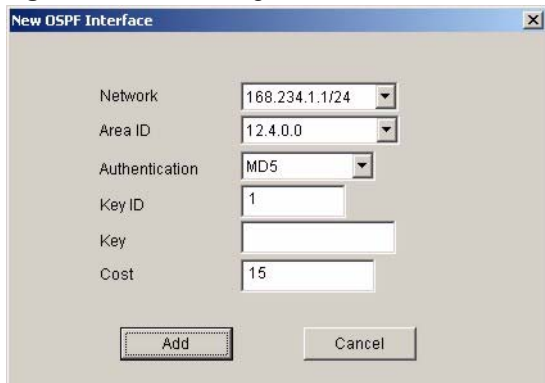 New OSPF Interface
Network 168.234.1.1/24
Area ID 12.4.0.0
Authentication MD5
Key ID 1
Key
Cost 15
Add Cancel